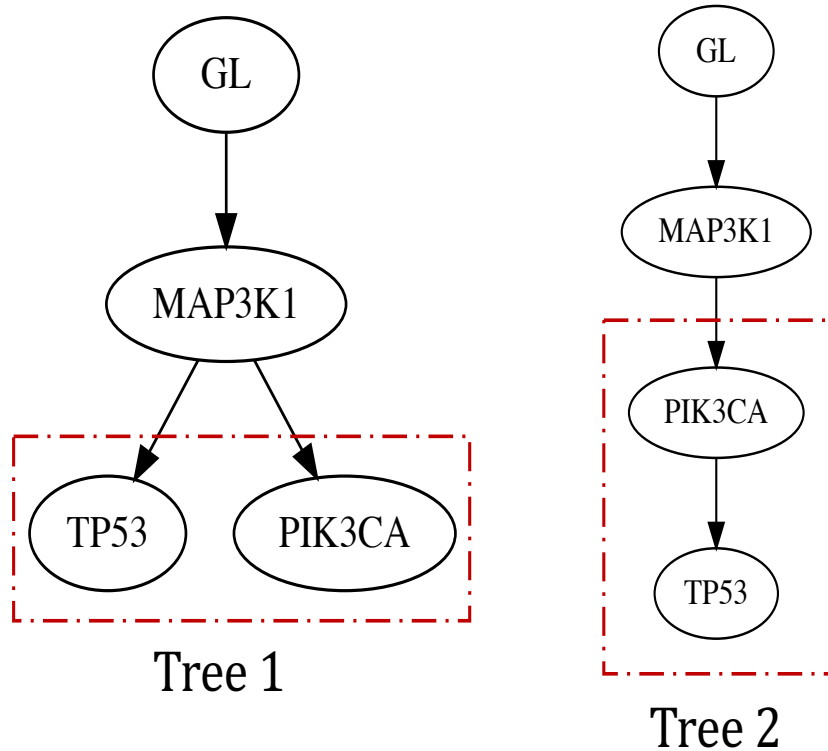 GL
MAP3K1
TP53 PIK3CA
Tree 1
GL
MAP3K1
PIK3CA
TP53
Tree 2